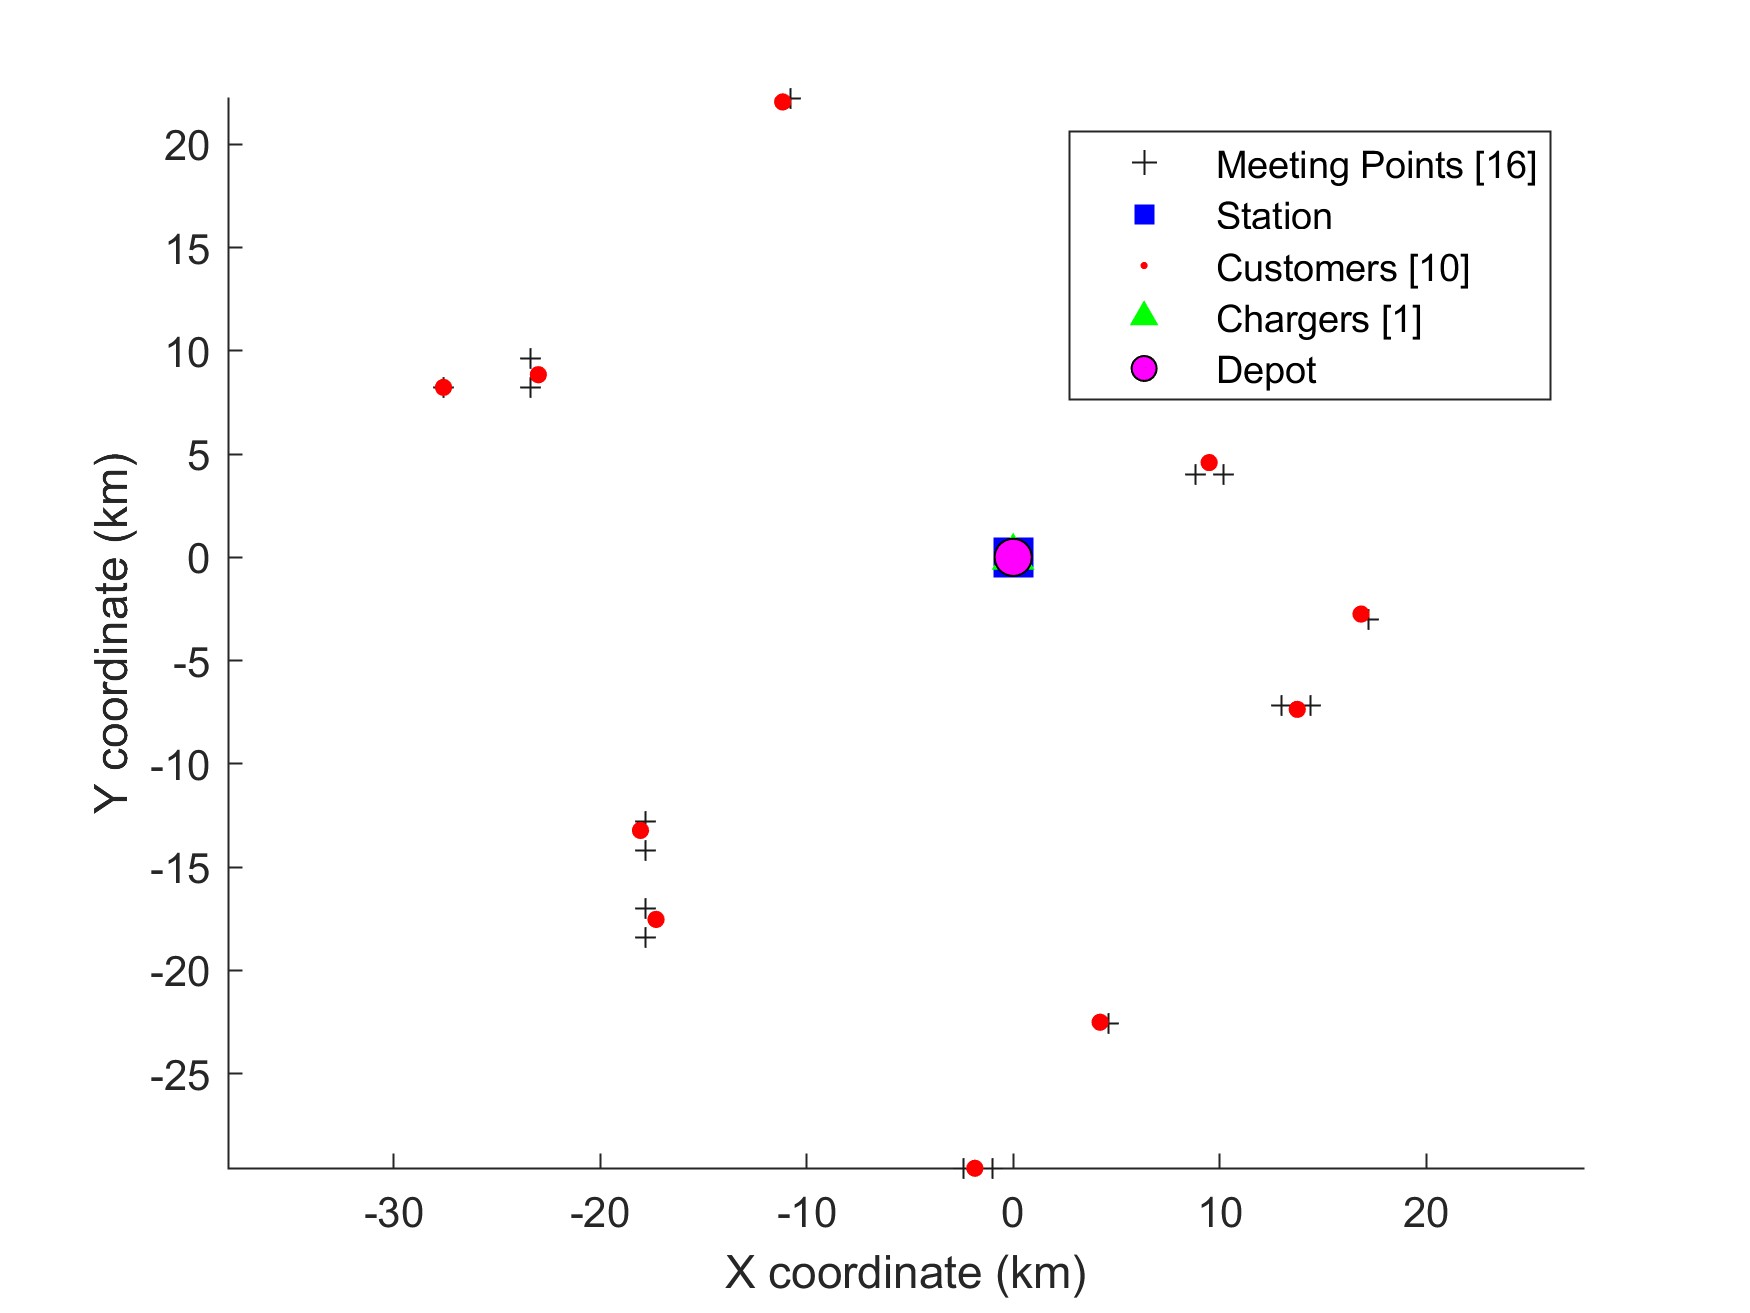 20
15
10
5
0
-5
-10
-15
-20
-25
Y coordinate (km)
Meeting Points [16]
Station
Customers [10]
Chargers [1]
Depot
-30 -20 -10 0 10 20
X coordinate (km)